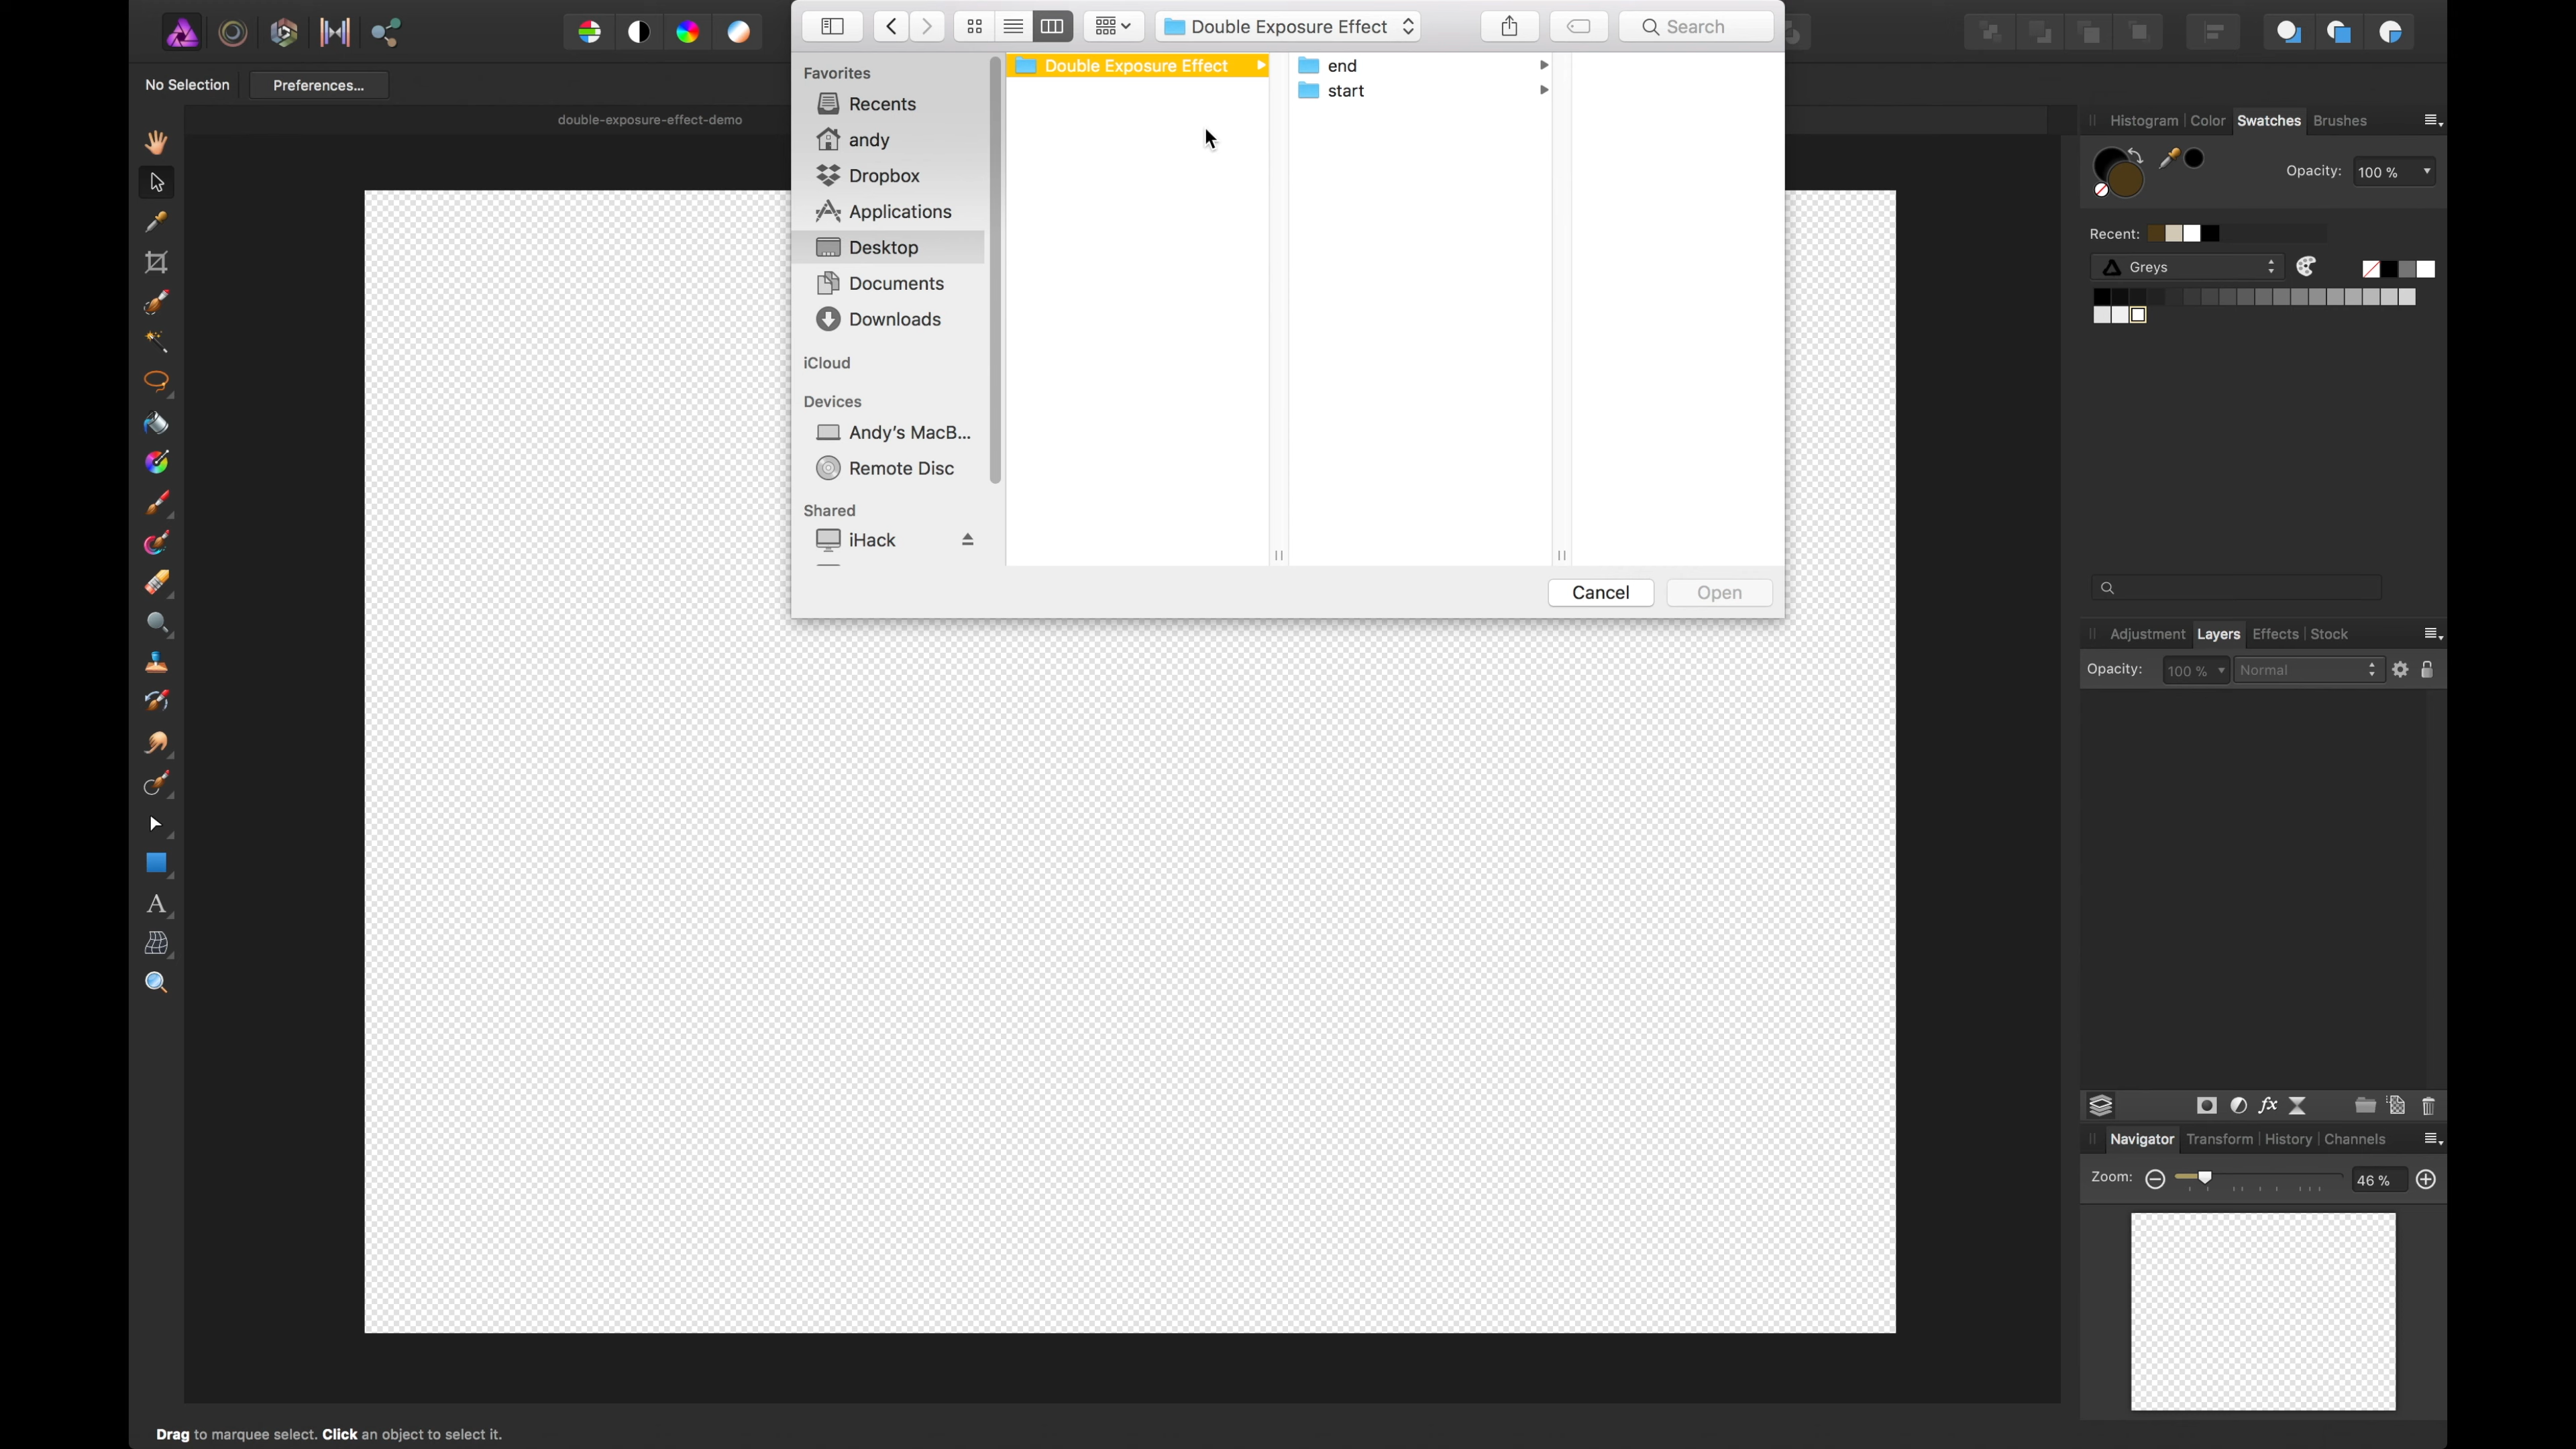 Double Exposure Effect
Search
No Selection
Preferences...
double-exposure-effect-demo
Favorites
Recents
andy
Dropbox
Applications
Desktop
Documents
Downloads
iCloud
Devices
Andy's MacB...
Remote Disc
Shared
iHack
Double Exposure Effect
end
start
Cancel
Open
Histogram
Color
Swatches
Brushes
Opacity:
100 %
Recent:
Greys
Adjustment
Layers
Effects
Stock
Opacity:
100 %
Normal
fx
Navigator
Transform
History
Channels
Zoom:
46 %
A
Drag to marquee select. Click an object to select it.